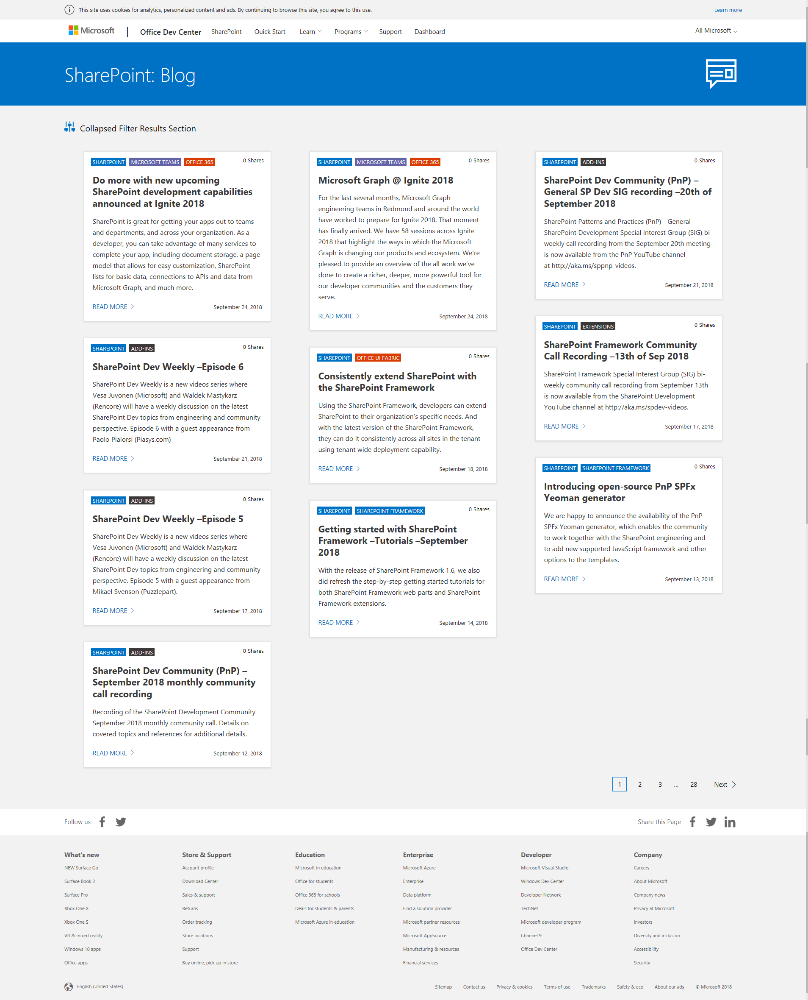 This site uses cookies for analytics, personalized content and ads. By continuing to browse this site, you agree to this use.
Learn more
Microsoft
Office Dev Center
SharePoint
Quick Start
Learn
Programs
Support
Dashboard
All Microsoft
SharePoint: Blog
Collapsed Filter Results Section
SHAREPOINT
MICROSOFT TEAMS
OFFICE 365
0 Shares
Do more with new upcoming
SharePoint development capabilities
announced at Ignite 2018
SharePoint is great for getting your apps out to teams
and departments, and across your organization. As a
developer, you can take advantage of many services to
complete your app, including document storage, a page
model that allows for easy customization, SharePoint
lists for basic data, connections to APIs and data from
Microsoft Graph, and much more.
READ MORE
September 24, 2018
SHAREPOINT
ADD-INS
0 Shares
SharePoint Dev Weekly –Episode 6
SharePoint Dev Weekly is a new videos series where
Vesa Juvonen (Microsoft) and Waldek Mastykarz
(Rencore) will have a weekly discussion on the latest
SharePoint Dev topics from engineering and community
perspective. Episode 6 with a guest appearance from
Paolo Pialorsi (Piasys.com)
READ MORE
September 21, 2018
SHAREPOINT
ADD-INS
0 Shares
SharePoint Dev Weekly –Episode 5
SharePoint Dev Weekly is a new videos series where
Vesa Juvonen (Microsoft) and Waldek Mastykarz
(Rencore) will have a weekly discussion on the latest
SharePoint Dev topics from engineering and community
perspective. Episode 5 with a guest appearance from
Mikael Svenson (Puzzlepart).
READ MORE
September 17, 2018
SHAREPOINT
ADD-INS
0 Shares
SharePoint Dev Community (PnP) –
September 2018 monthly community
call recording
Recording of the SharePoint Development Community
September 2018 monthly community call. Details on
covered topics and references for additional details.
READ MORE
September 12, 2018
SHAREPOINT
MICROSOFT TEAMS
OFFICE 365
0 Shares
Microsoft Graph @ Ignite 2018
For the last several months, Microsoft Graph
engineering teams in Redmond and around the world
have worked to prepare for Ignite 2018. That moment
has finally arrived. We have 58 sessions across Ignite
2018 that highlight the ways in which the Microsoft
Graph is changing our products and ecosystem. We're
pleased to provide an overview of the all work we've
done to create a richer, deeper, more powerful tool for
our developer communities and the customers they
serve.
READ MORE
September 24, 2018
SHAREPOINT
OFFICE UI FABRIC
0 Shares
Consistently extend SharePoint with
the SharePoint Framework
Using the SharePoint Framework, developers can extend
SharePoint to their organization's specific needs. And
with the latest version of the SharePoint Framework,
they can do it consistently across all sites in the tenant
using tenant wide deployment capability.
READ MORE
September 18, 2018
SHAREPOINT
SHAREPOINT FRAMEWORK
0 Shares
Getting started with SharePoint
Framework –Tutorials –September
2018
With the release of SharePoint Framework 1.6, we also
did refresh the step-by-step getting started tutorials for
both SharePoint Framework web parts and SharePoint
Framework extensions.
READ MORE
September 14, 2018
SHAREPOINT
ADD-INS
0 Shares
SharePoint Dev Community (PnP) –
General SP Dev SIG recording –20th of
September 2018
SharePoint Patterns and Practices (PnP) - General
SharePoint Development Special Interest Group (SIG) bi-
weekly call recording from the September 20th meeting
is now available from the PnP YouTube channel
at http://aka.ms/sppnp-videos.
READ MORE
September 21, 2018
SHAREPOINT
EXTENSIONS
0 Shares
SharePoint Framework Community
Call Recording –13th of Sep 2018
SharePoint Framework Special Interest Group (SIG) bi-
weekly community call recording from September 13th
is now available from the SharePoint Development
YouTube channel at http://aka.ms/spdev-videos.
READ MORE
September 17, 2018
SHAREPOINT
SHAREPOINT FRAMEWORK
0 Shares
Introducing open-source PnP SPFx
Yeoman generator
We are happy to announce the availability of the PnP
SPFx Yeoman generator, which enables the community
to work together with the SharePoint engineering and
to add new supported JavaScript framework and other
options to the templates.
READ MORE
September 13, 2018
1
2
3
...
28
Next
Follow us
Share this Page
What's new
NEW Surface Go
Surface Book 2
Surface Pro
Xbox One X
Xbox One S
VR & mixed reality
Windows 10 apps
Office apps
Store & Support
Account profile
Download Center
Sales & support
Returns
Order tracking
Store locations
Support
Buy online, pick up in store
Education
Microsoft in education
Office for students
Office 365 for schools
Deals for students & parents
Microsoft Azure in education
Enterprise
Microsoft Azure
Enterprise
Data platform
Find a solution provider
Microsoft partner resources
Microsoft AppSource
Manufacturing & resources
Financial services
Developer
Microsoft Visual Studio
Windows Dev Center
Developer Network
TechNet
Microsoft developer program
Channel 9
Office Dev Center
Company
Careers
About Microsoft
Company news
Privacy at Microsoft
Investors
Diversity and inclusion
Accessibility
Security
English (United States)
Sitemap
Contact us
Privacy & cookies
Terms of use
Trademarks
Safety & eco
About our ads
© Microsoft 2018